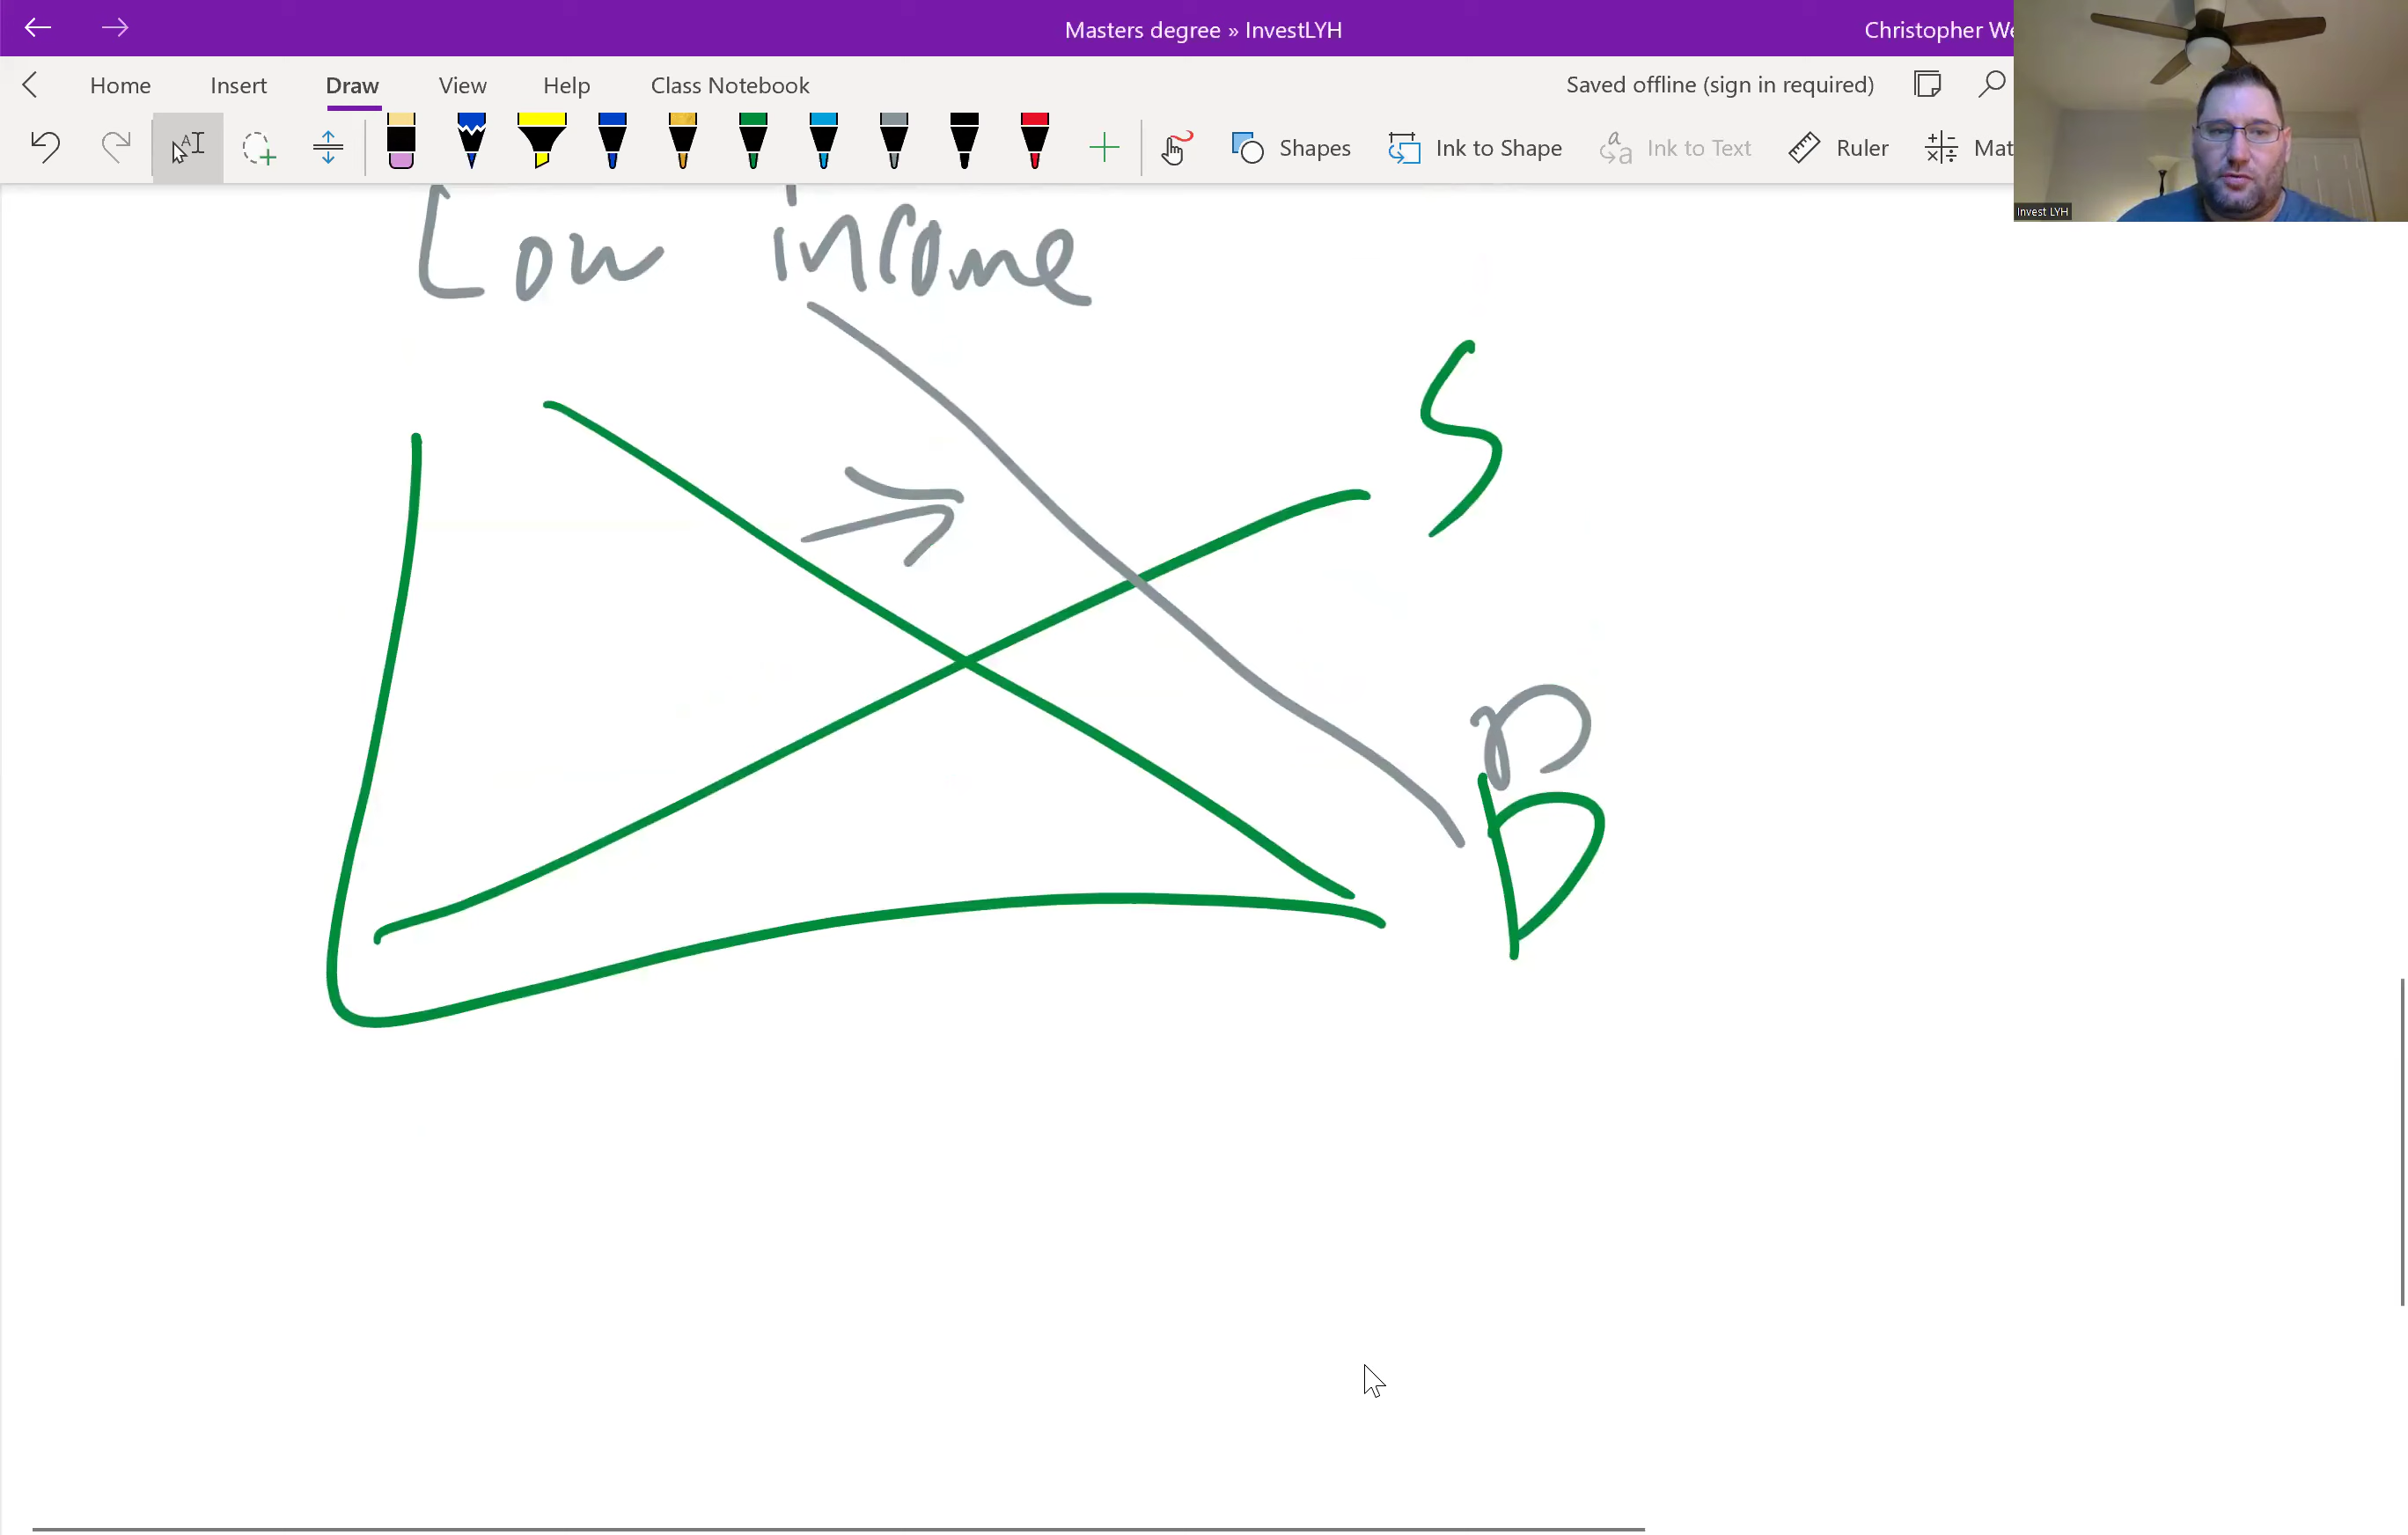 Masters degree » InvestLYH
Christopher We
Home Insert Draw View Help Class Notebook
Saved offline (sign in required)
Shapes Ink to Shape Ink to Text Ruler Mat
Invest LYH
Low income
S
D
D